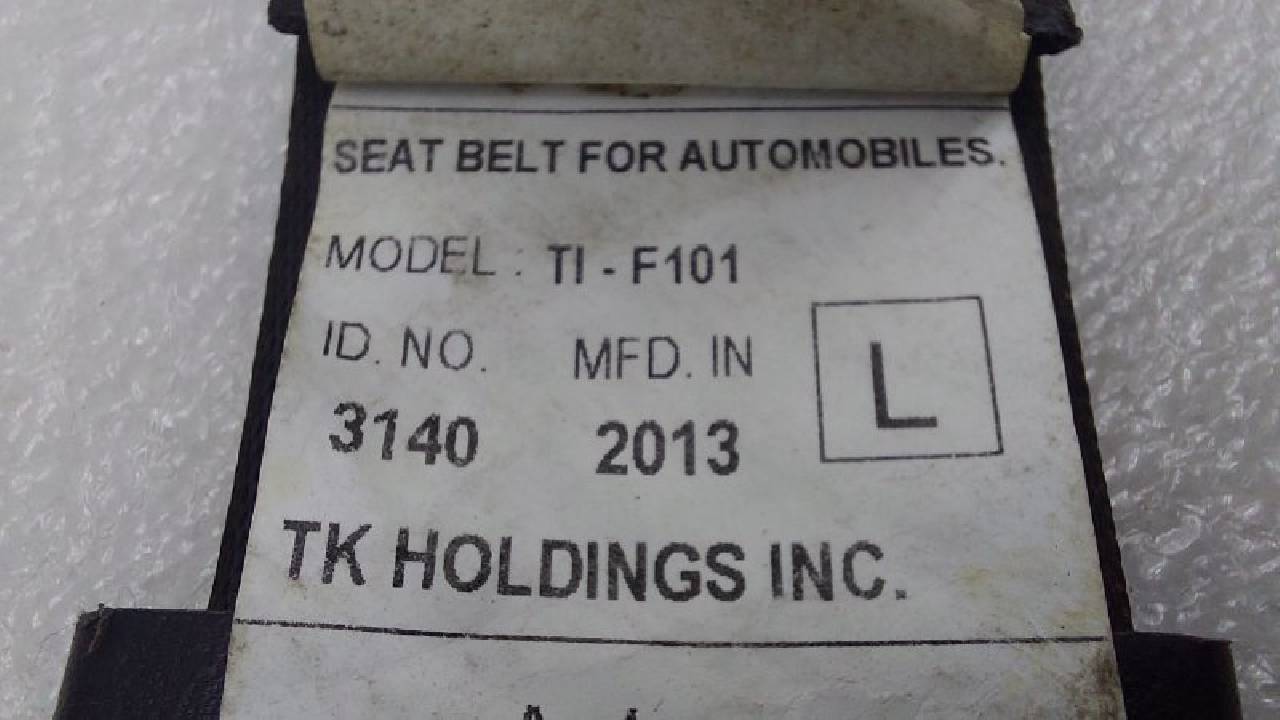 SEAT BELT FOR AUTOMOBILES.
MODEL : TI - F101
ID. NO. MFD. IN
3140 2013
L
TK HOLDINGS INC.